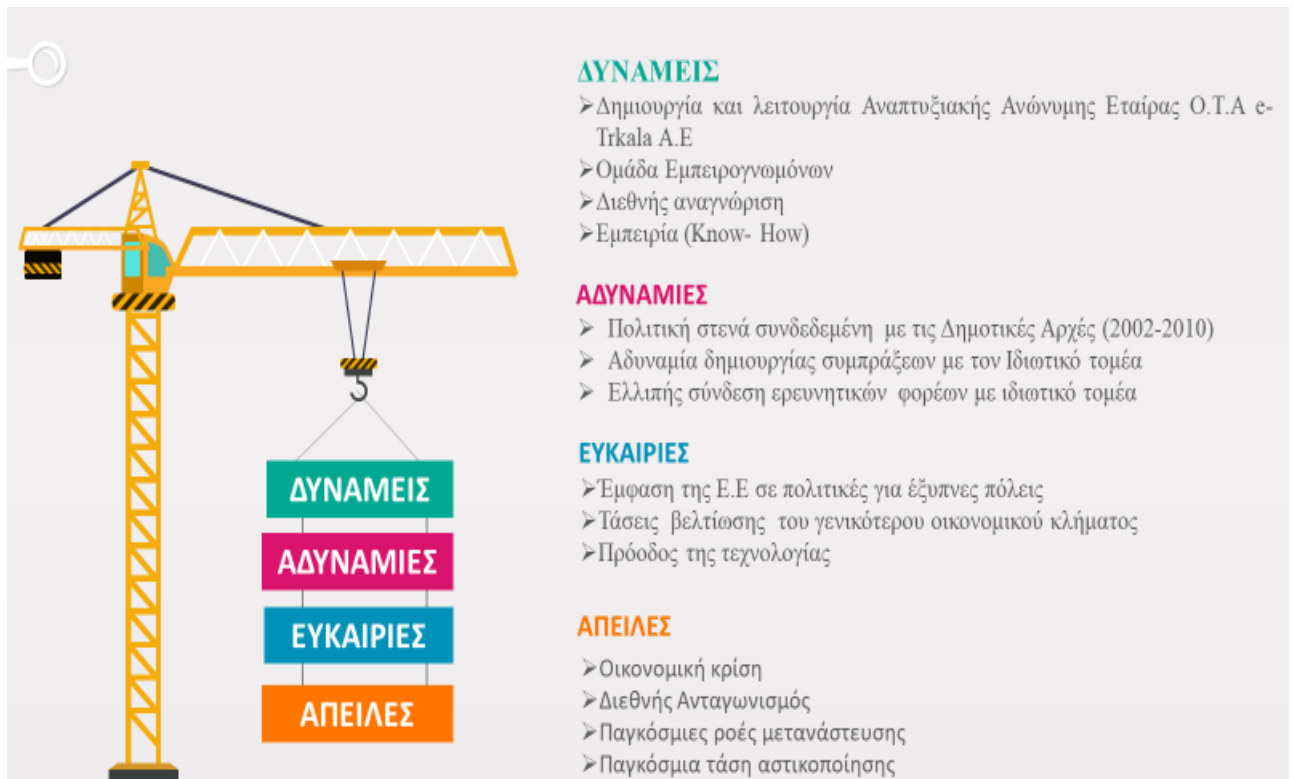 ΔΥΝΑΜΕΙΣ
➢Δημιουργία και λειτουργία Αναπτυξιακής Ανώνυμης Εταίρας Ο.Τ.Α e-
Trkala Α.Ε
➢Ομάδα Εμπειρογνωμόνων
➢Διεθνής αναγνώριση
➢Εμπειρία (Know- How)
ΑΔΥΝΑΜΙΕΣ
➢ Πολιτική στενά συνδεδεμένη με τις Δημοτικές Αρχές (2002-2010)
➢ Αδυναμία δημιουργίας συμπράξεων με τον Ιδιωτικό τομέα
➢ Ελλιπής σύνδεση ερευνητικών φορέων με ιδιωτικό τομέα
ΕΥΚΑΙΡΙΕΣ
➢Έμφαση της Ε.Ε σε πολιτικές για έξυπνες πόλεις
➢Τάσεις βελτίωσης του γενικότερου οικονομικού κλήματος
➢Πρόοδος της τεχνολογίας
ΑΠΕΙΛΕΣ
➢Οικονομική κρίση
➢Διεθνής Ανταγωνισμός
➢Παγκόσμιες ροές μετανάστευσης
➢Παγκόσμια τάση αστικοποίησης
ΔΥΝΑΜΕΙΣ
ΑΔΥΝΑΜΙΕΣ
ΕΥΚΑΙΡΙΕΣ
ΑΠΕΙΛΕΣ